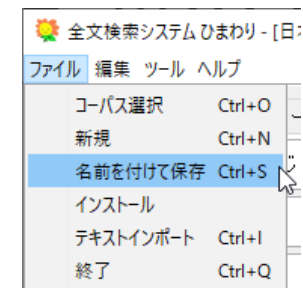 全文検索システム ひまわり - [日
ファイル 編集 ツール ヘルプ
コーパス選択 Ctrl+O
新規 Ctrl+N
名前を付けて保存 Ctrl+S
インストール
テキストインポート Ctrl+I
終了 Ctrl+Q